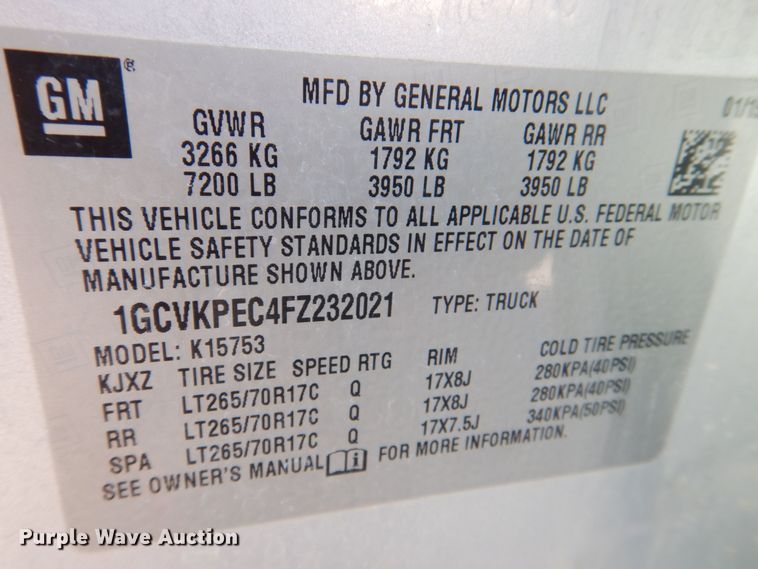 GM ®
MFD BY GENERAL MOTORS LLC
01/15
GVWR GAWR FRT GAWR RR
3266 KG 1792 KG 1792 KG
7200 LB 3950 LB 3950 LB
THIS VEHICLE CONFORMS TO ALL APPLICABLE U.S. FEDERAL MOTOR
VEHICLE SAFETY STANDARDS IN EFFECT ON THE DATE OF
MANUFACTURE SHOWN ABOVE.
1GCVKPEC4FZ232021 TYPE: TRUCK
MODEL: K15753
KJXZ TIRE SIZE SPEED RTG RIM COLD TIRE PRESSURE
FRT LT265/70R17C Q 17X8J 280KPA(40PSI)
RR LT265/70R17C Q 17X8J 280KPA(40PSI)
SPA LT265/70R17C Q 17X7.5J 340KPA(50PSI)
SEE OWNER'S MANUAL FOR MORE INFORMATION.
Purple Wave Auction